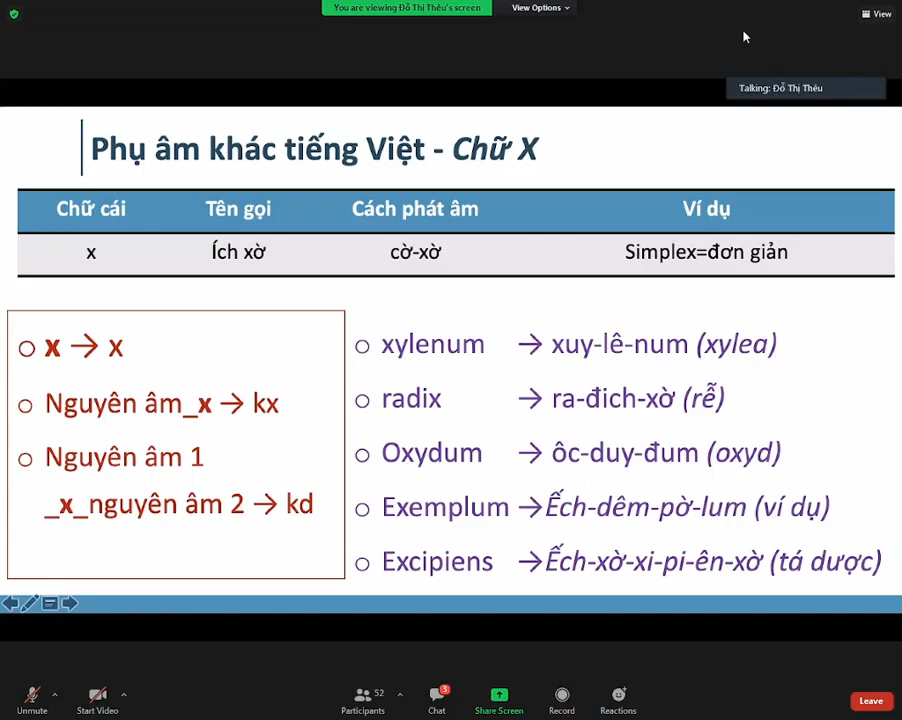 You are viewing Đỗ Thị Thêu's screen
View Options
View
Talking: Đỗ Thị Thêu
Phụ âm khác tiếng Việt - Chữ X
Chữ cái Tên gọi Cách phát âm Ví dụ
x Ích xờ cờ-xờ Simplex=đơn giản
x → x
Nguyên âm_x → kx
Nguyên âm 1
_x_nguyên âm 2 → kd
xylenum → xuy-lê-num (xylea)
radix → ra-đich-xờ (rễ)
Oxydum → ôc-duy-đum (oxyd)
Exemplum →Ếch-dêm-pờ-lum (ví dụ)
Excipiens →Ếch-xờ-xi-pi-ên-xờ (tá dược)
Unmute
Start Video
52
Participants
3
Chat
Share Screen
Record
Reactions
Leave